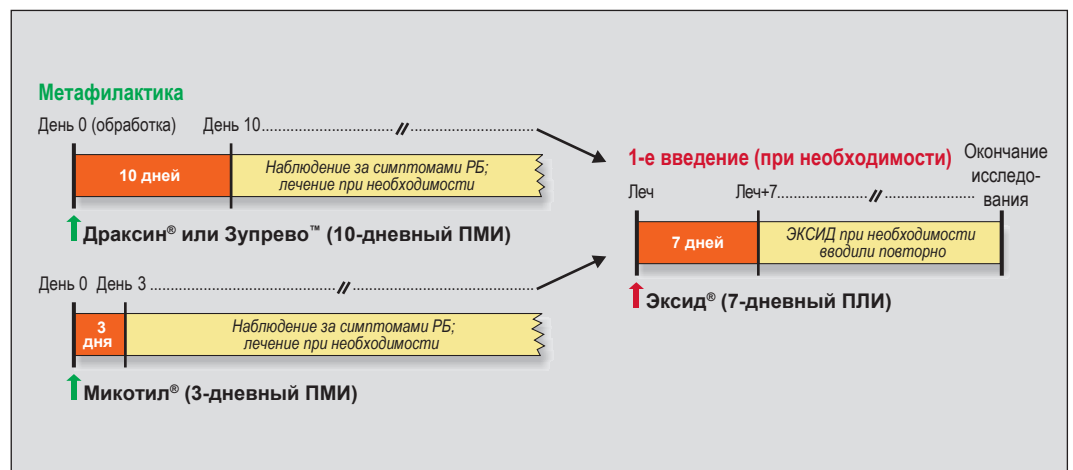 Метафилактика
День 0 (обработка) День 10................................//..............................
10 дней
Наблюдение за симптомами РБ;
лечение при необходимости
Драксин® или Зупрево™ (10-дневный ПМИ)
День 0 День 3 .............................................//.............................................
3
дня
Наблюдение за симптомами РБ;
лечение при необходимости
Микотил® (3-дневный ПМИ)
1-е введение (при необходимости)
Окончание
исследо-
вания
Леч Леч+7......................//......................
7 дней
ЭКСИД при необходимости
вводили повторно
Эксид® (7-дневный ПЛИ)